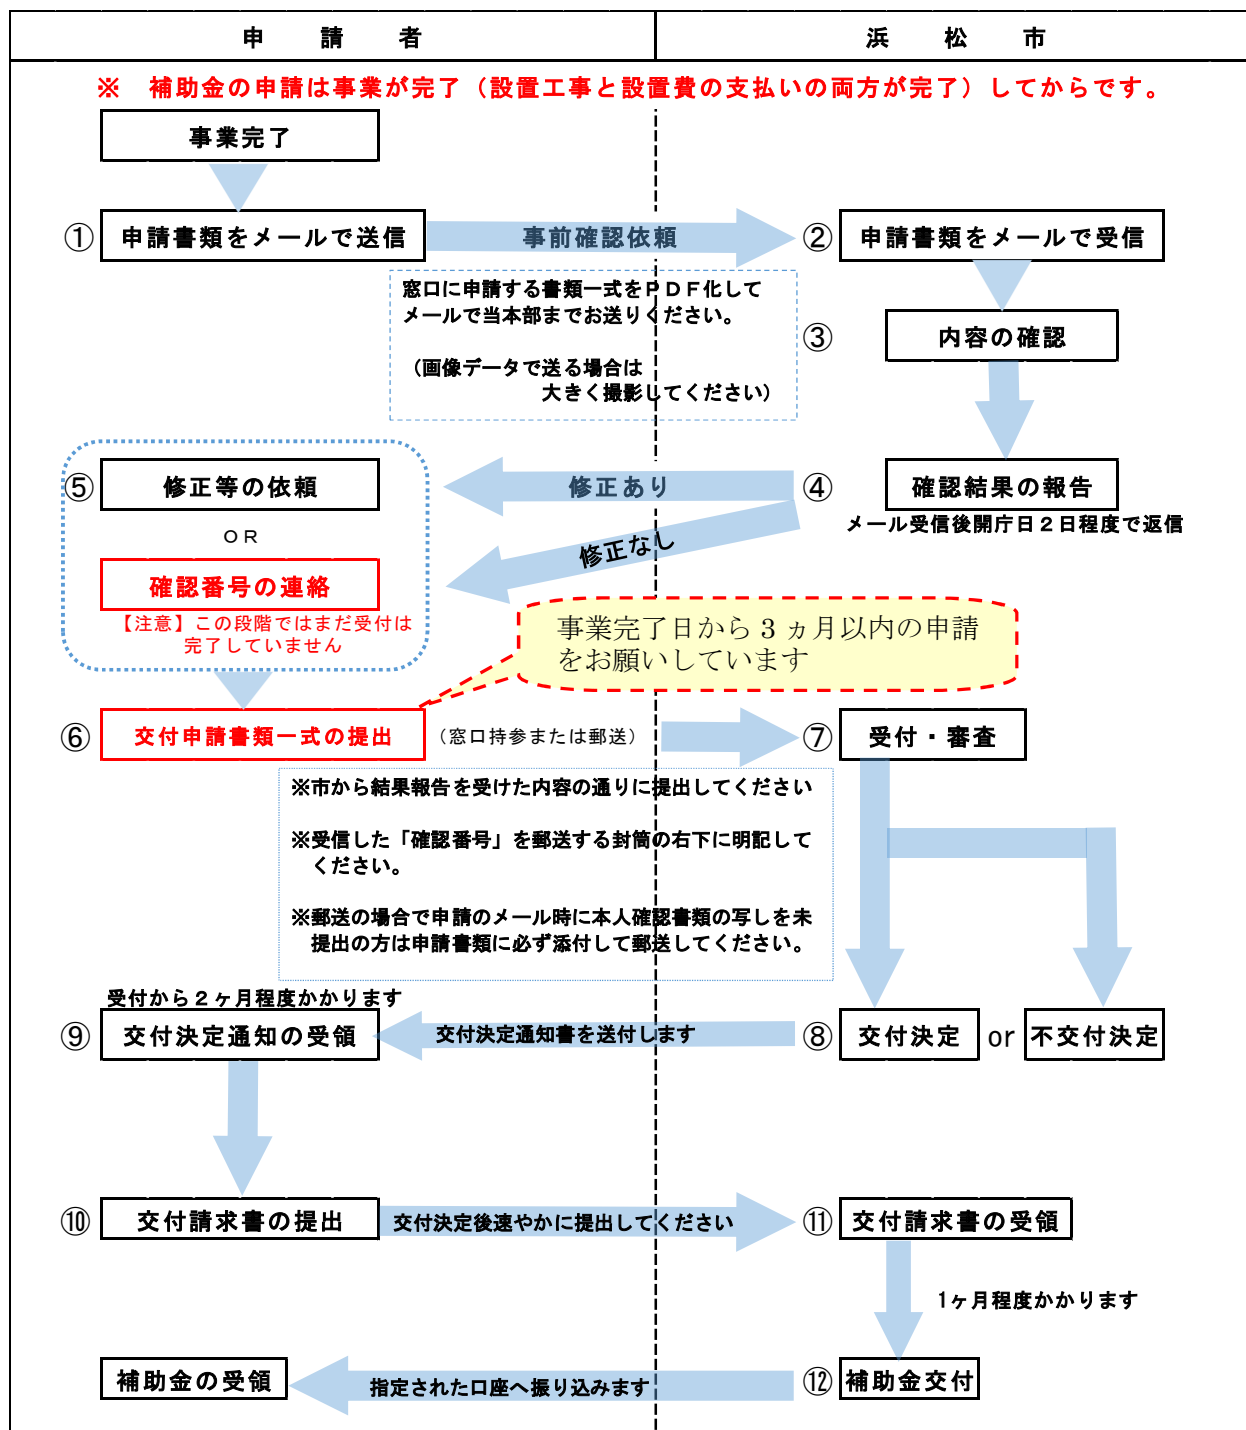 申　請　者
浜　松　市
※　補助金の申請は事業が完了（設置工事と設置費の支払いの両方が完了）してからです。
事業完了
① 申請書類をメールで送信
事前確認依頼
② 申請書類をメールで受信
窓口に申請する書類一式をＰＤＦ化して
メールで当本部までお送りください。
（画像データで送る場合は
大きく撮影してください）
③ 内容の確認
⑤ 修正等の依頼
修正あり
④ 確認結果の報告
メール受信後開庁日２日程度で返信
ＯＲ
修正なし
確認番号の連絡
【注意】この段階ではまだ受付は
完了していません
事業完了日から３ヵ月以内の申請
をお願いしています
⑥ 交付申請書類一式の提出
（窓口持参または郵送）
⑦ 受付・審査
※市から結果報告を受けた内容の通りに提出してください
※受信した「確認番号」を郵送する封筒の右下に明記して
ください。
※郵送の場合で申請のメール時に本人確認書類の写しを未
提出の方は申請書類に必ず添付して郵送してください。
受付から２ヶ月程度かかります
⑨ 交付決定通知の受領
交付決定通知書を送付します
⑧ 交付決定 or 不交付決定
⑩ 交付請求書の提出
交付決定後速やかに提出してください
⑪ 交付請求書の受領
1ヶ月程度かかります
補助金の受領
指定された口座へ振り込みます
⑫ 補助金交付